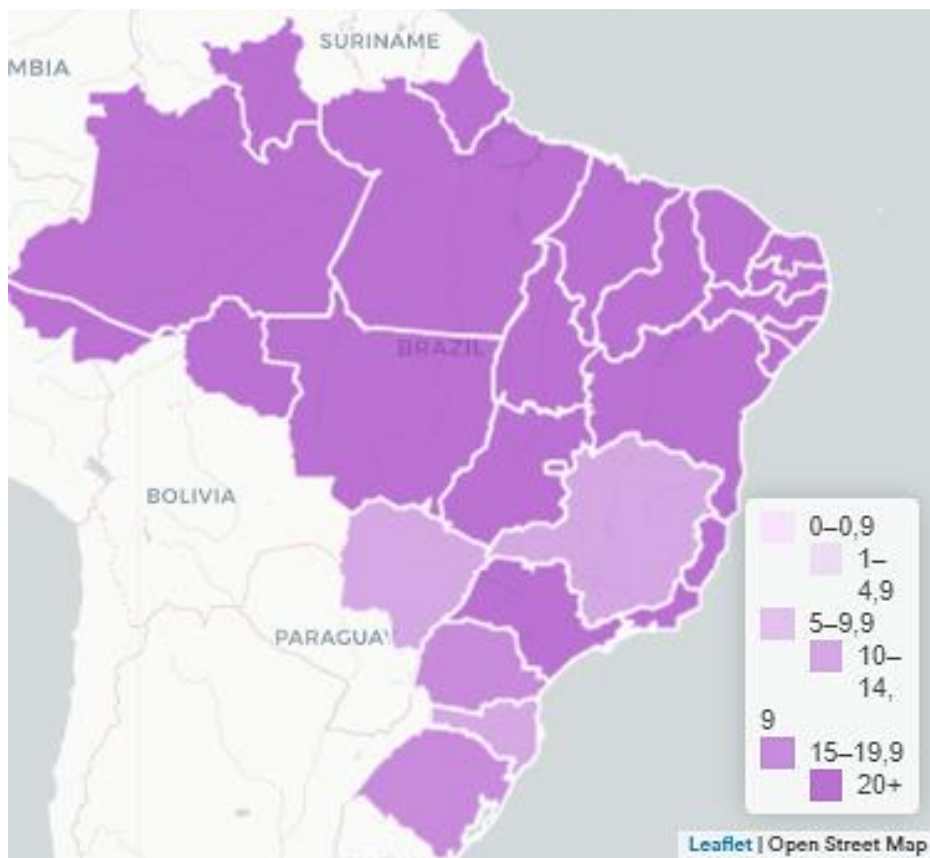 SURINAME
MBIA
BRAZIL
BOLIVIA
PARAGUAY
0–0,9
1–
4,9
5–9,9
10–
14,
9
15–19,9
20+
Leaflet | Open Street Map